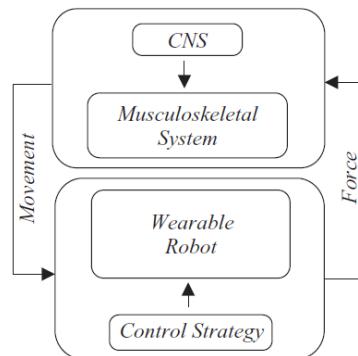 CNS
Musculoskeletal
System
Movement
Force
Wearable
Robot
Control Strategy